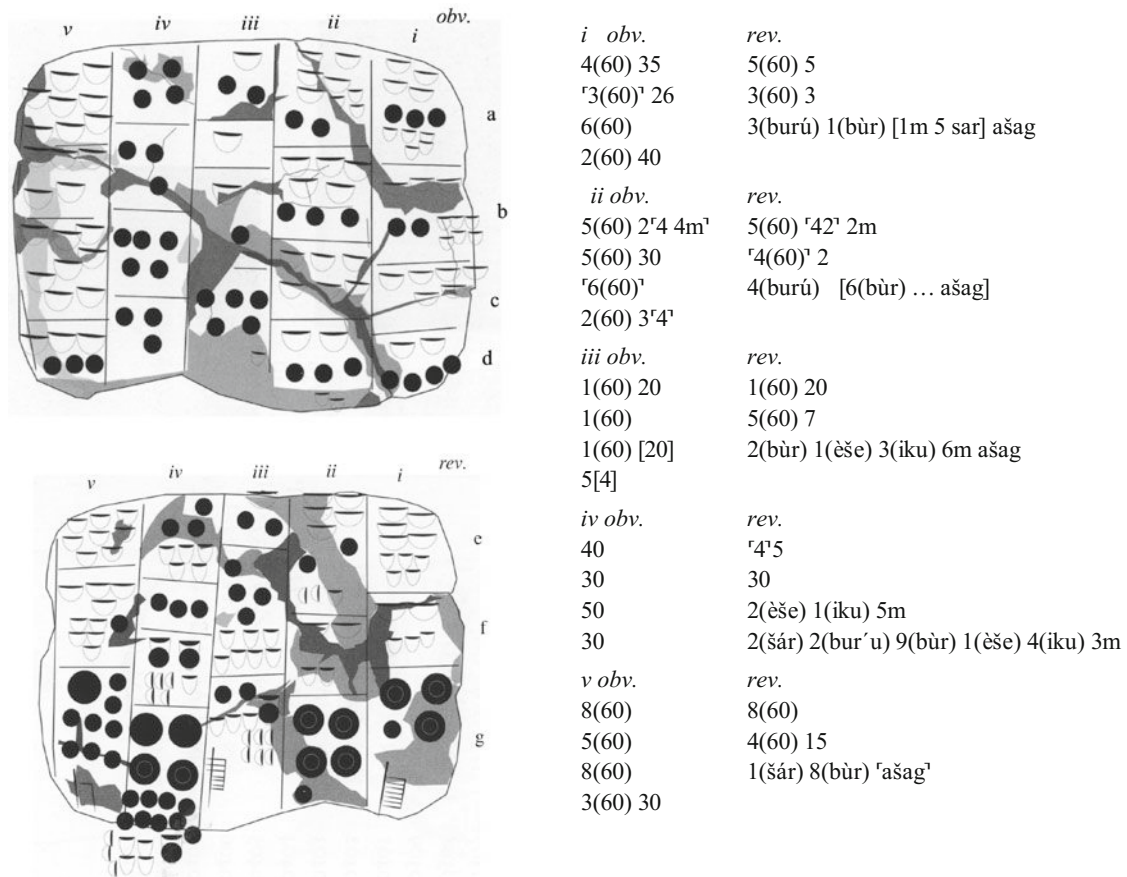 v iv iii ii i obv.
a
b
c
d
v iv iii ii i rev.
e
f
g
i obv. rev.
4(60) 35 5(60) 5
⸢3(60)⸣ 26 3(60) 3
6(60) 3(burú) 1(bùr) [1m 5 sar] ašag
2(60) 40
ii obv. rev.
5(60) 2⸢4 4m⸣ 5(60) ⸢42⸣ 2m
5(60) 30 ⸢4(60)⸣ 2
⸢6(60)⸣ 4(burú) [6(bùr) … ašag]
2(60) 3⸢4⸣
iii obv. rev.
1(60) 20 1(60) 20
1(60) 5(60) 7
1(60) [20] 2(bùr) 1(èše) 3(iku) 6m ašag
5[4]
iv obv. rev.
40 ⸢4⸣5
30 30
50 2(èše) 1(iku) 5m
30 2(šár) 2(bur´u) 9(bùr) 1(èše) 4(iku) 3m
v obv. rev.
8(60) 8(60)
5(60) 4(60) 15
8(60) 1(šár) 8(bùr) ⸢ašag⸣
3(60) 30